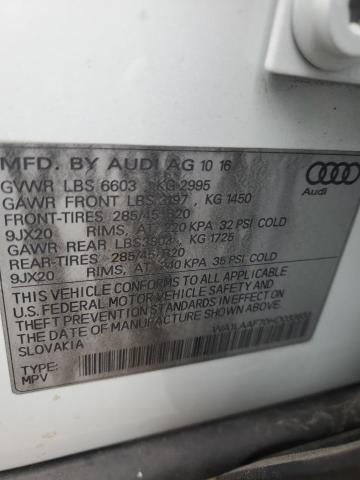 MFD. BY AUDI AG 10 16
GVWR LBS 6603 KG 2995
GAWR FRONT LBS 3197 KG 1450
FRONT-TIRES 285/45 R20
9JX20 RIMS, AT 220 KPA 32 PSI COLD
GAWR REAR LBS 3803 KG 1725
REAR-TIRES 285/45 R20
9JX20 RIMS, AT 240 KPA 35 PSI COLD
THIS VEHICLE CONFORMS TO ALL APPLICABLE
U.S. FEDERAL MOTOR VEHICLE SAFETY AND
THEFT PREVENTION STANDARDS IN EFFECT ON
THE DATE OF MANUFACTURE SHOWN ABOVE.
SLOVAKIA
TYPE:
MPV
Audi